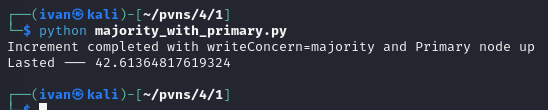 ┌──(ivan㉿kali)-[~/pvns/4/1]
└─$ python majority_with_primary.py
Increment completed with writeConcern=majority and Primary node up
Lasted --- 42.61364817619324
┌──(ivan㉿kali)-[~/pvns/4/1]
└─$